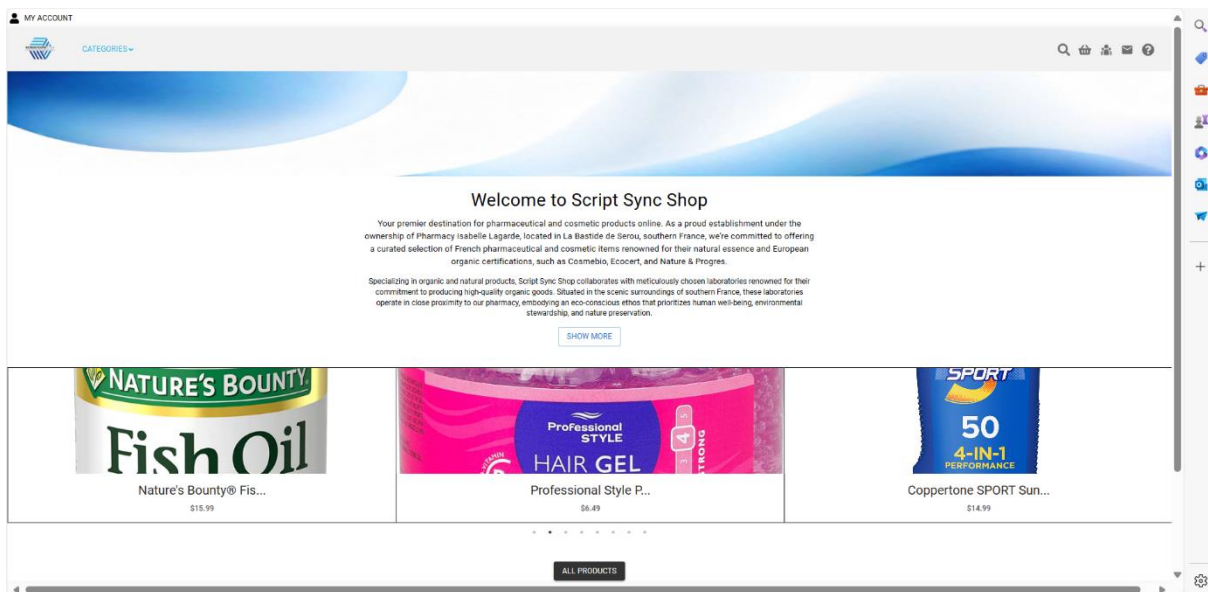 MY ACCOUNT
CATEGORIES
Welcome to Script Sync Shop
Your premier destination for pharmaceutical and cosmetic products online. As a proud establishment under the
ownership of Pharmacy Isabelle Lagarde, located in La Bastide de Serou, southern France, we're committed to offering
a curated selection of French pharmaceutical and cosmetic items renowned for their natural essence and European
organic certifications, such as Cosmebio, Ecocert, and Nature & Progres.
Specializing in organic and natural products, Script Sync Shop collaborates with meticulously chosen laboratories renowned for their
commitment to producing high-quality organic goods. Situated in the scenic surroundings of southern France, these laboratories
operate in close proximity to our pharmacy, embodying an eco-conscious ethos that prioritizes human well-being, environmental
stewardship, and nature preservation.
SHOW MORE
NATURE'S BOUNTY
Fish Oil
Professional
STYLE
HAIR GEL
3 4 5
STRONG
VITAMIN
SPORT
50
4-IN-1
PERFORMANCE
Nature's Bounty® Fis...
$15.99
Professional Style P...
$6.49
Coppertone SPORT Sun...
$14.99
ALL PRODUCTS